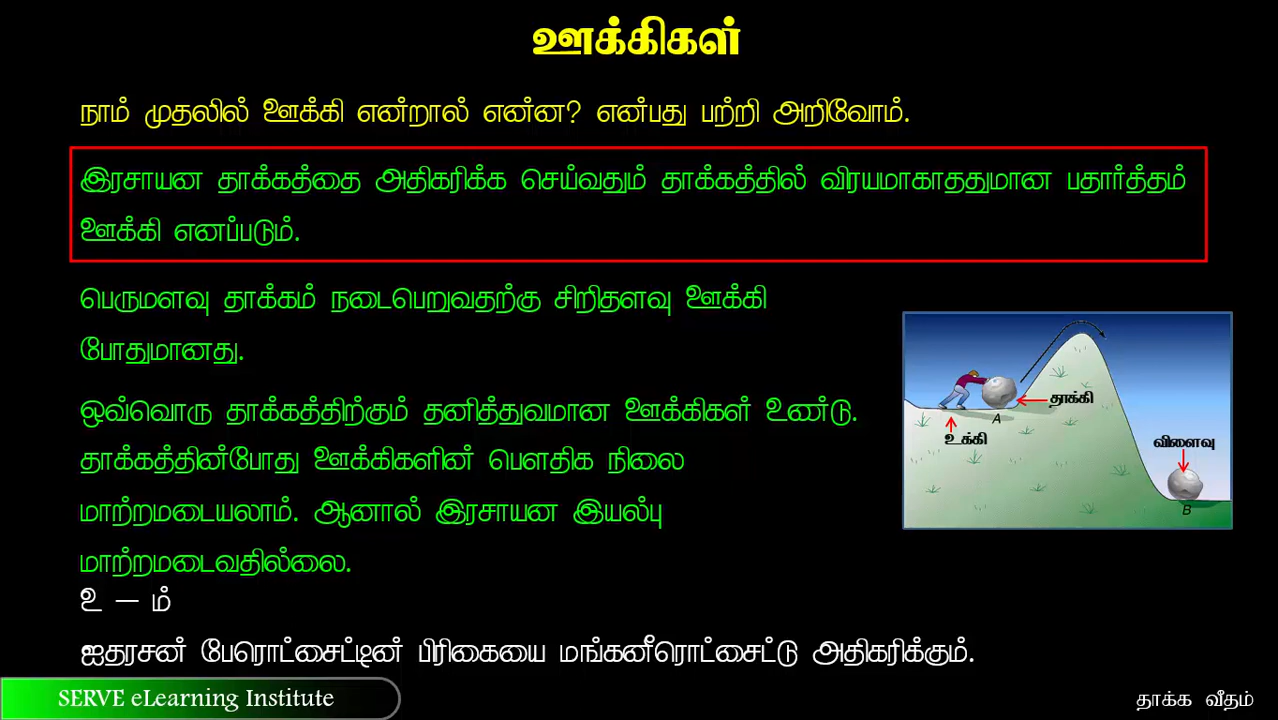 ஊக்கிகள்
நாம் முதலில் ஊக்கி என்றால் என்ன? என்பது பற்றி அறிவோம்.
இரசாயன தாக்கத்தை அதிகரிக்க செய்வதும் தாக்கத்தில் விரயமாகாததுமான பதார்த்தம்
ஊக்கி எனப்படும்.
பெருமளவு தாக்கம் நடைபெறுவதற்கு சிறிதளவு ஊக்கி
போதுமானது.
ஒவ்வொரு தாக்கத்திற்கும் தனித்துவமான ஊக்கிகள் உண்டு.
தாக்கத்தின்போது ஊக்கிகளின் பௌதிக நிலை
மாற்றமடையலாம். ஆனால் இரசாயன இயல்பு
மாற்றமடைவதில்லை.
தாக்கி
A
உக்கி
விளைவு
B
உ – ம்
ஐதரசன் பேரொட்சைட்டின் பிரிகையை மங்கனீரொட்சைட்டு அதிகரிக்கும்.
SERVE eLearning Institute
தாக்க வீதம்